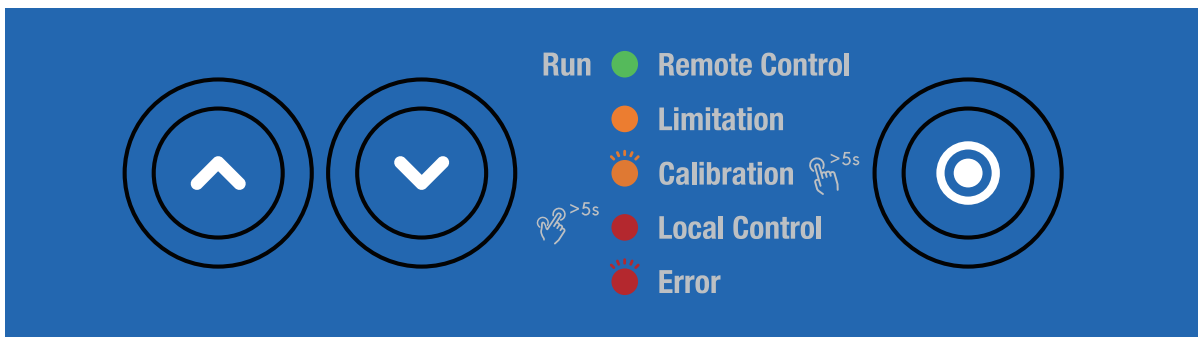 Run Remote Control
Limitation
Calibration >5s
>5s Local Control
Error